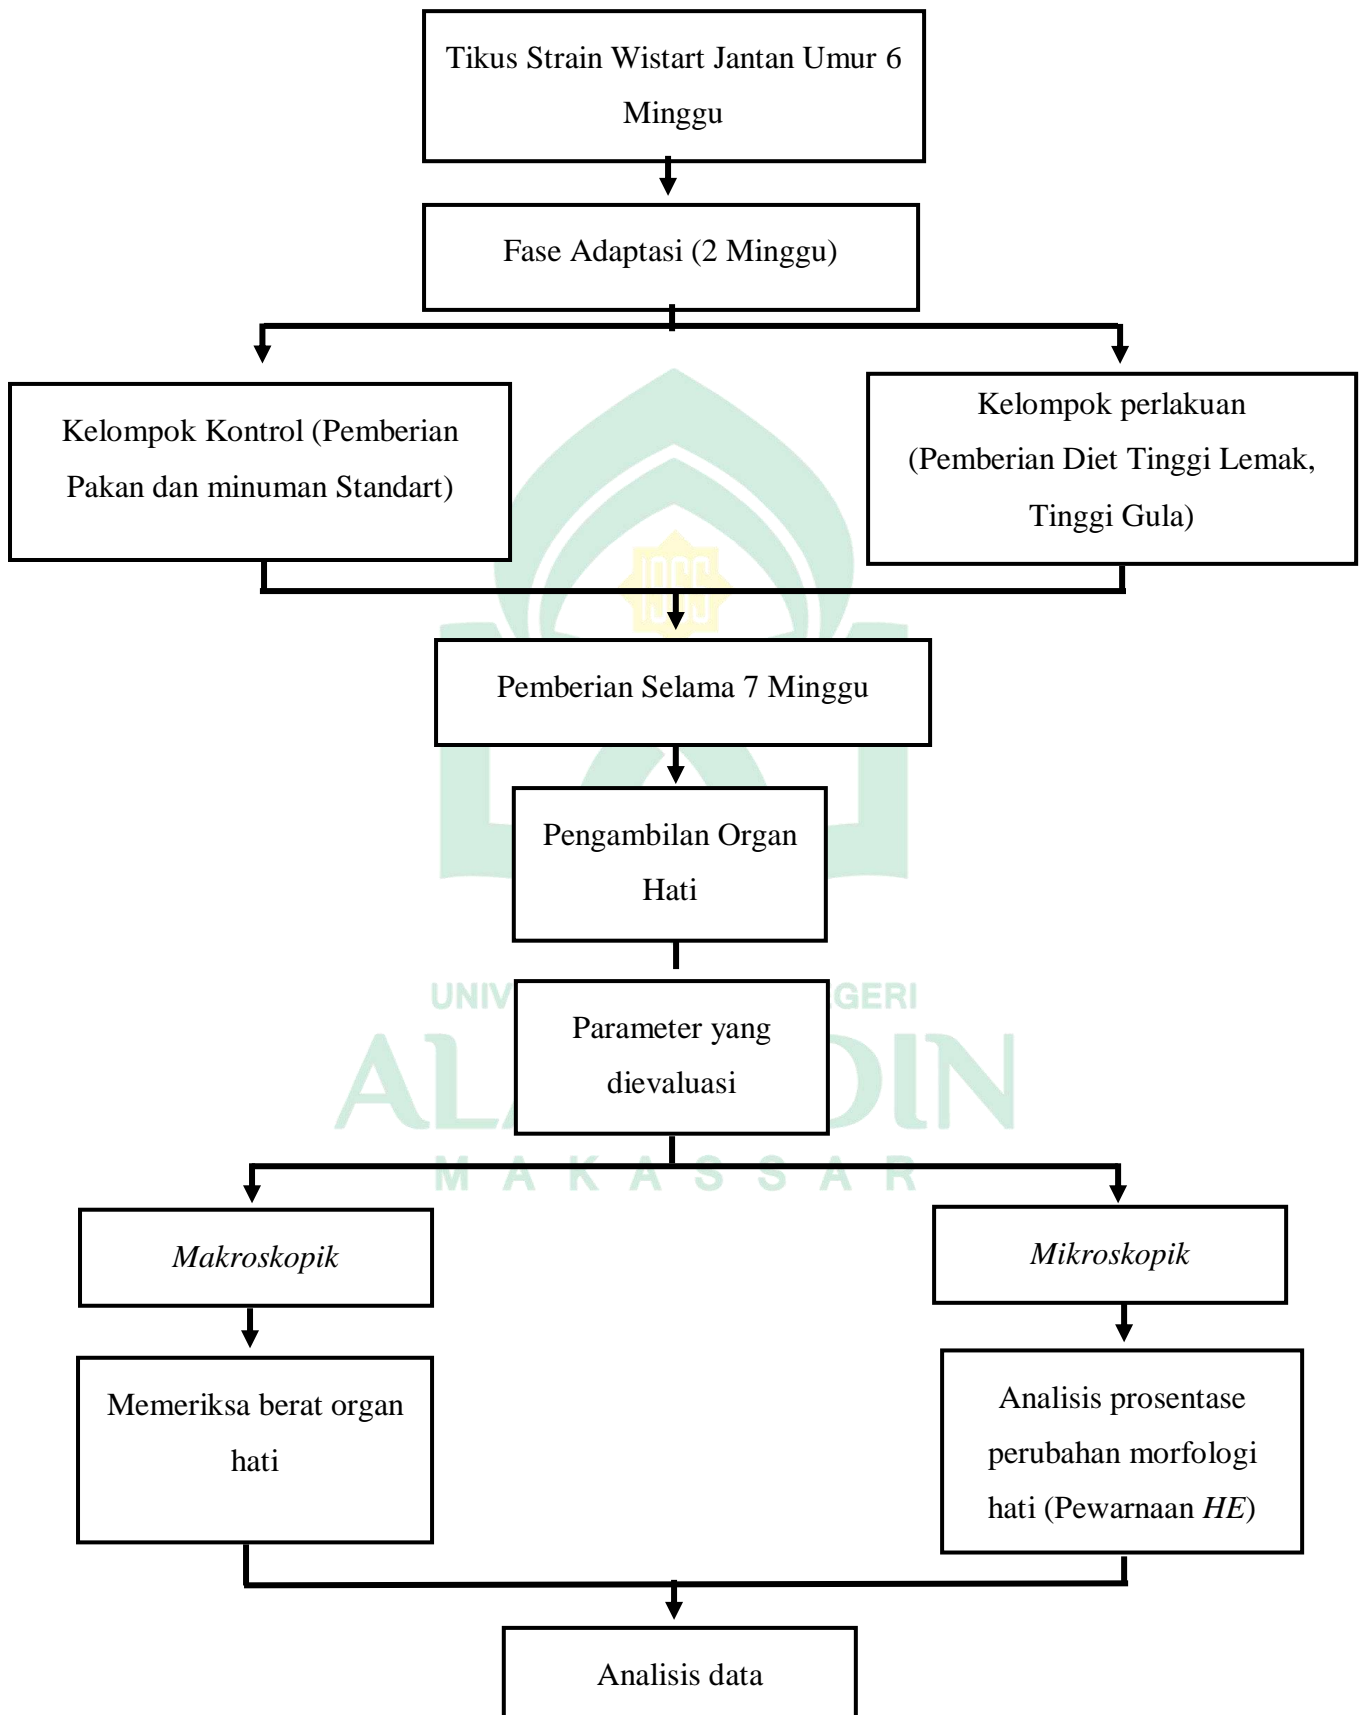 Tikus Strain Wistart Jantan Umur 6
Minggu
Fase Adaptasi (2 Minggu)
Kelompok Kontrol (Pemberian
Pakan dan minuman Standart)
Kelompok perlakuan
(Pemberian Diet Tinggi Lemak,
Tinggi Gula)
Pemberian Selama 7 Minggu
Pengambilan Organ
Hati
Parameter yang
dievaluasi
MAKASSAR
Makroskopik
Mikroskopik
Memeriksa berat organ
hati
Analisis prosentase
perubahan morfologi
hati (Pewarnaan HE)
Analisis data